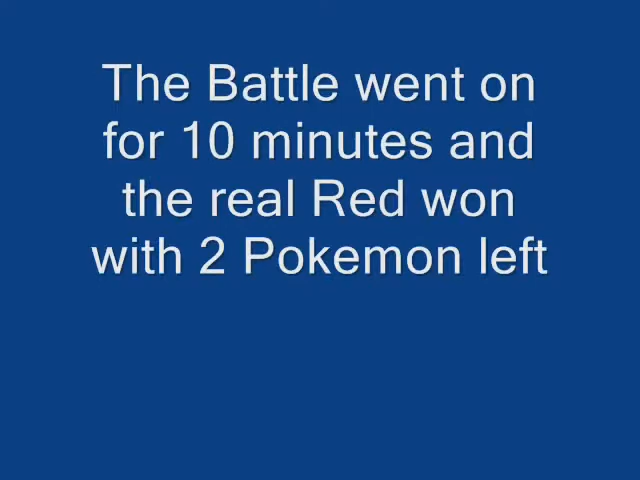 The Battle went on
for 10 minutes and
the real Red won
with 2 Pokemon left